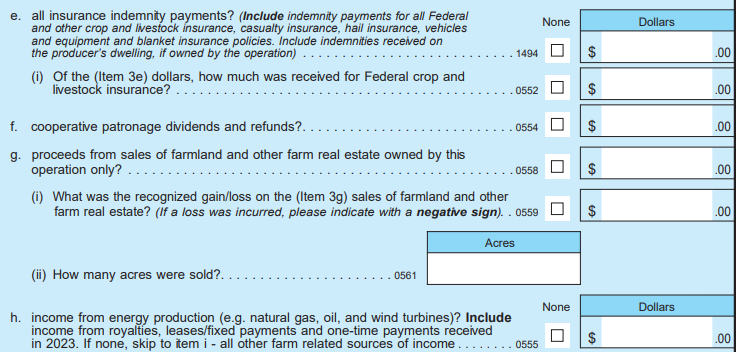 e. all insurance indemnity payments? (Include indemnity payments for all Federal None Dollars
and other crop and livestock insurance, casualty insurance, hail insurance, vehicles
and equipment and blanket insurance policies. Include indemnities received on
the producer's dwelling, if owned by the operation) . . . . . . . . . . . . . . . . . . . . . . . . . . . 1494 $ .00
(i) Of the (Item 3e) dollars, how much was received for Federal crop and
livestock insurance? . . . . . . . . . . . . . . . . . . . . . . . . . . . . . . . . . . . . . . . . . . . 0552 $ .00
f. cooperative patronage dividends and refunds?. . . . . . . . . . . . . . . . . . . . . . . . . . . 0554 $ .00
g. proceeds from sales of farmland and other farm real estate owned by this
operation only? . . . . . . . . . . . . . . . . . . . . . . . . . . . . . . . . . . . . . . . . . . . . . . . . . 0558 $ .00
(i) What was the recognized gain/loss on the (Item 3g) sales of farmland and other
farm real estate? (If a loss was incurred, please indicate with a negative sign). . 0559 $ .00
Acres
(ii) How many acres were sold?. . . . . . . . . . . . . . . . . . . . . . 0561
None Dollars
h. income from energy production (e.g. natural gas, oil, and wind turbines)? Include
income from royalties, leases/fixed payments and one-time payments received
in 2023. If none, skip to item i - all other farm related sources of income . . . . . . . . 0555 $ .00